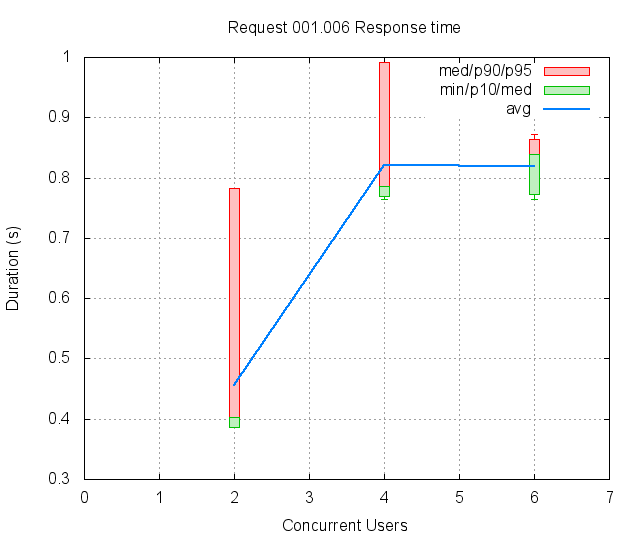 Request 001.006 Response time
med/p90/p95
min/p10/med
avg
1
0.9
0.8
0.7
0.6
0.5
0.4
0.3
Duration (s)
0 1 2 3 4 5 6 7
Concurrent Users